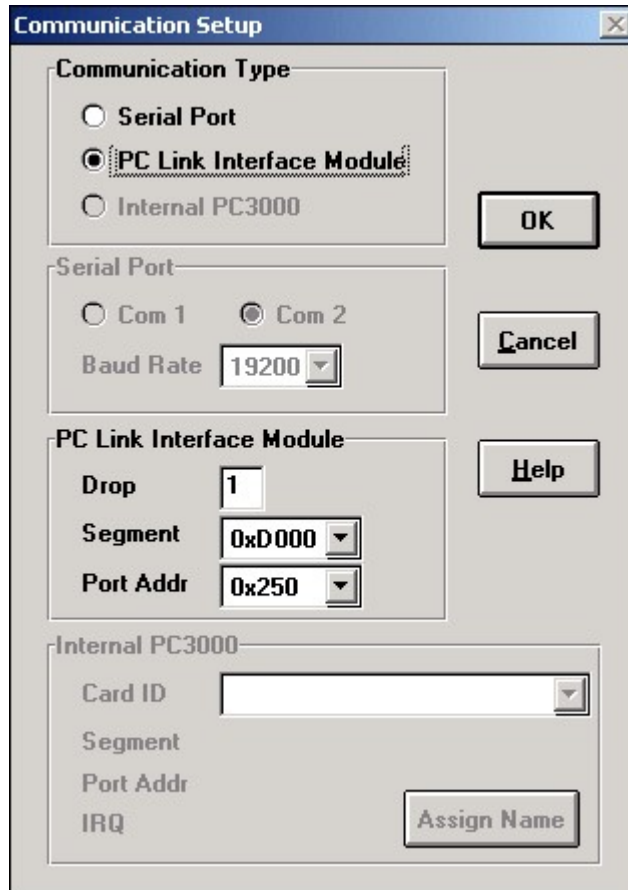 Communication Setup
Communication Type
Serial Port
PC Link Interface Module
Internal PC3000
OK
Serial Port
Com 1 Com 2
Baud Rate 19200
Cancel
PC Link Interface Module
Drop 1
Segment 0xD000
Port Addr 0x250
Help
Internal PC3000
Card ID
Segment
Port Addr
IRQ
Assign Name